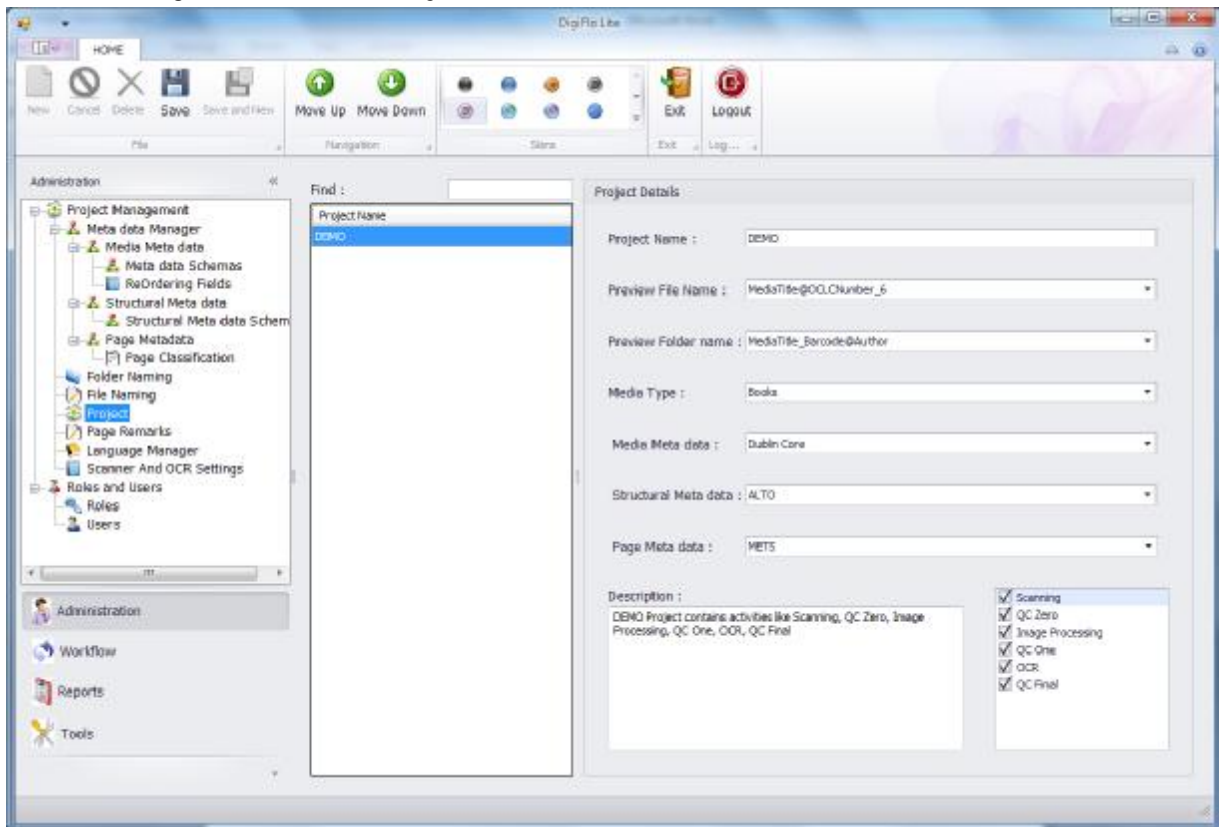 DigiFlo Lite
HOME
New Cancel Delete Save Save and New
Move Up Move Down
Exit Logout
File
Navigation
Skins
Exit
Log...
Administration
Project Management
Meta data Manager
Media Meta data
Meta data Schemas
ReOrdering Fields
Structural Meta data
Structural Meta data Schem
Page Metadata
Page Classification
Folder Naming
File Naming
Project
Page Remarks
Language Manager
Scanner And OCR Settings
Roles and Users
Roles
Users
Administration
Workflow
Reports
Tools
Find :
Project Name
DEMO
Project Details
Project Name : DEMO
Preview File Name : MediaTitle@OCLCNumber_6
Preview Folder name : MediaTitle_Barcode@Author
Media Type : Books
Media Meta data : Dublin Core
Structural Meta data : ALTO
Page Meta data : METS
Description :
DEMO Project contains activities like Scanning, QC Zero, Image
Processing, QC One, OCR, QC Final
Scanning
QC Zero
Image Processing
QC One
OCR
QC Final